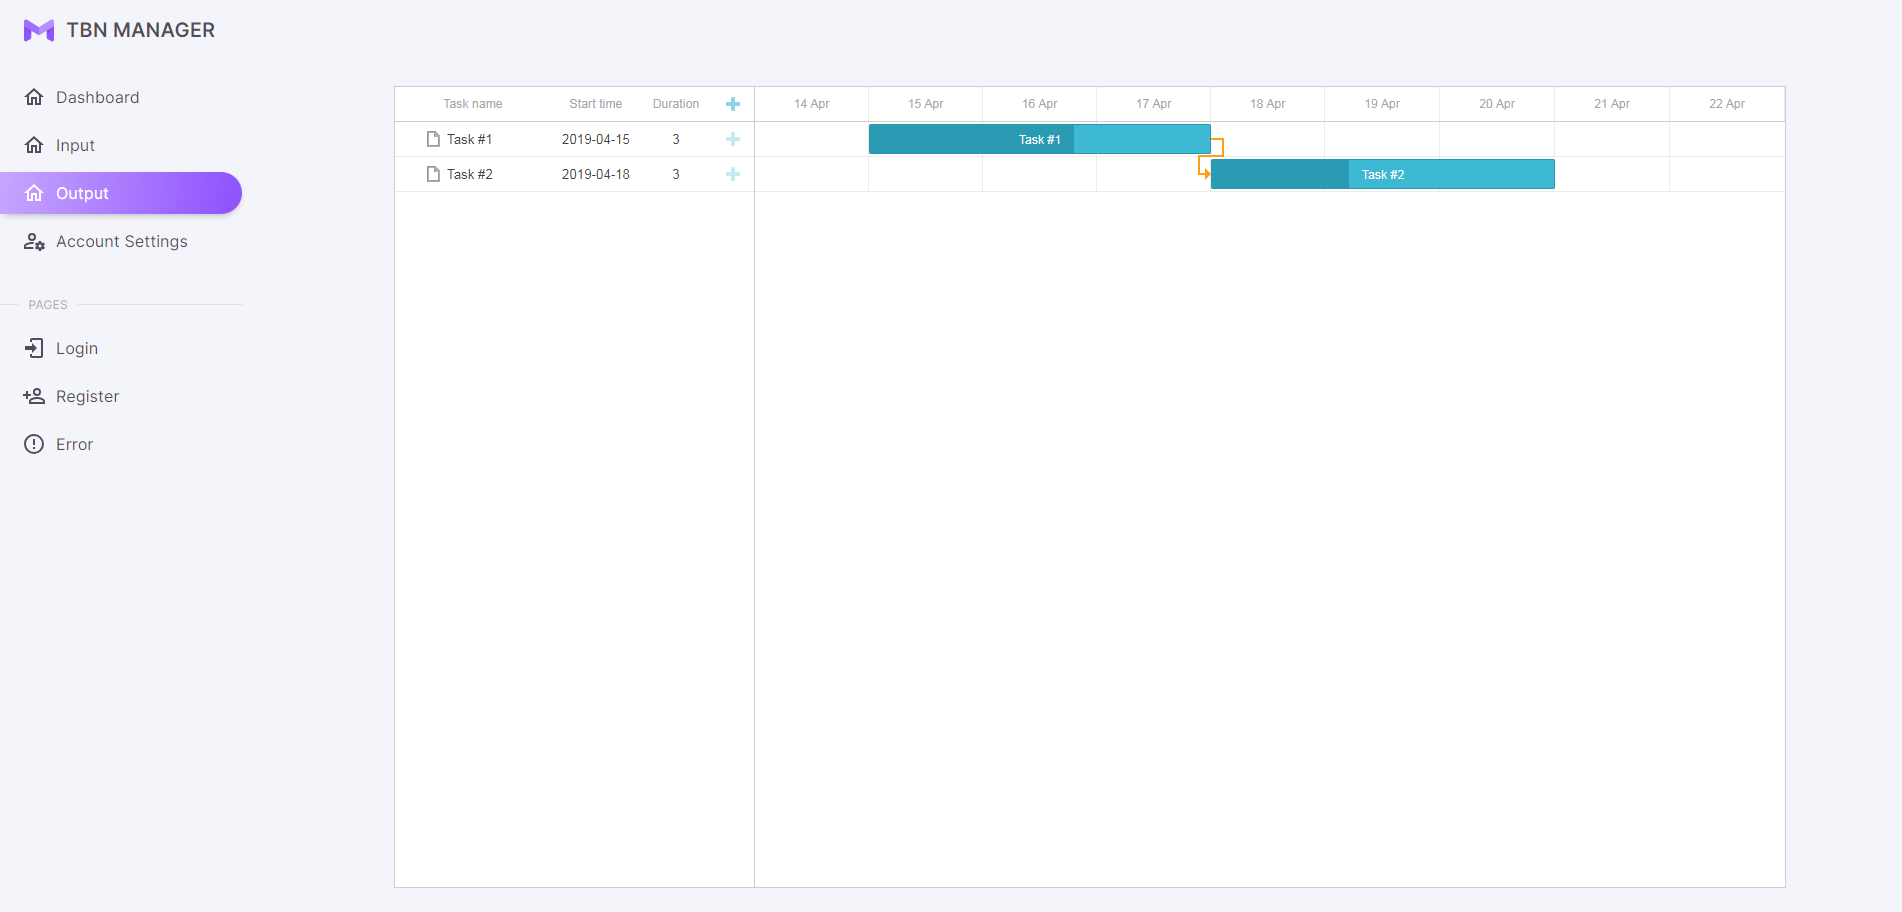 TBN MANAGER
Dashboard
Input
Output
Account Settings
PAGES
Login
Register
Error
Task name Start time Duration 14 Apr 15 Apr 16 Apr 17 Apr 18 Apr 19 Apr 20 Apr 21 Apr 22 Apr
Task #1 2019-04-15 3 Task #1
Task #2 2019-04-18 3 Task #2